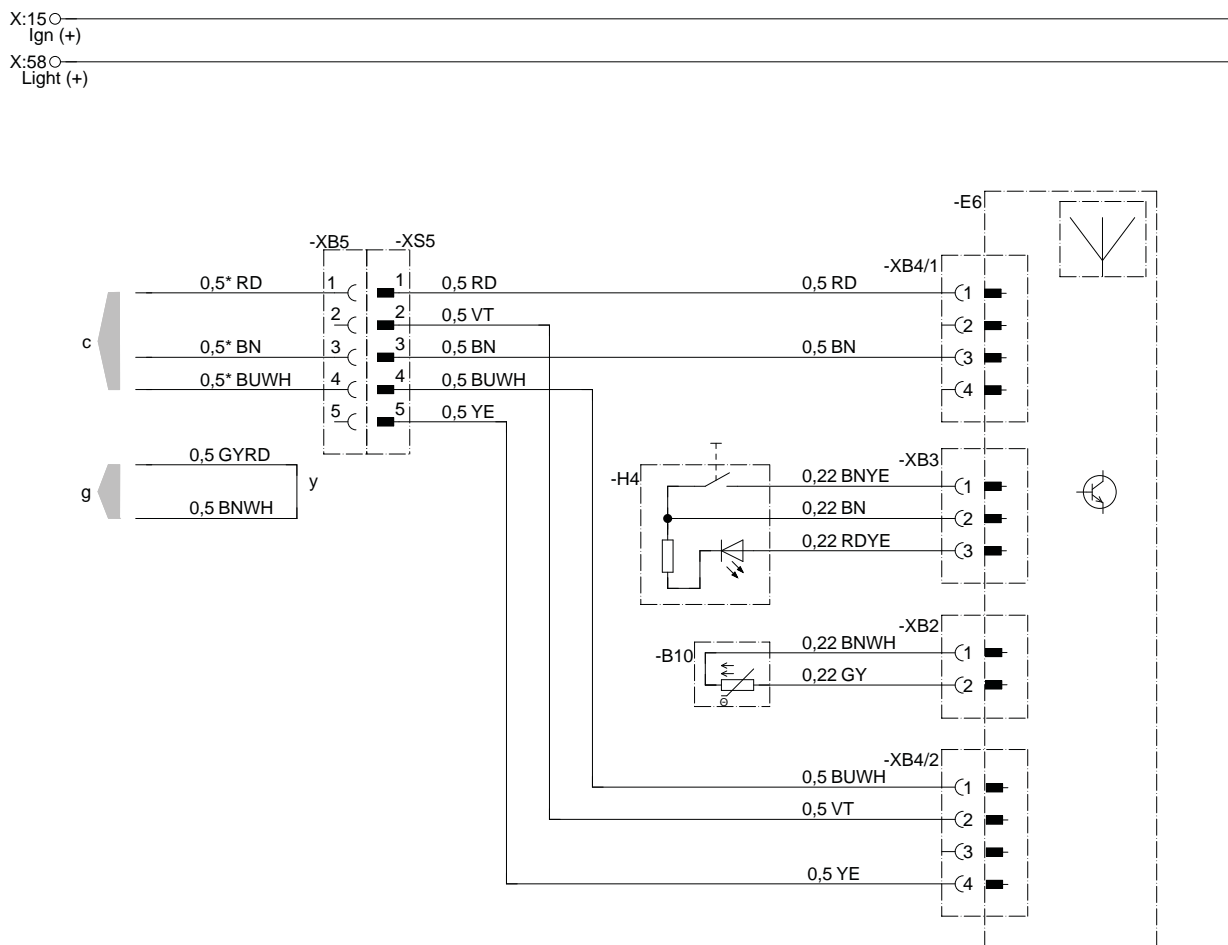 X:15
Ign (+)
X:58
Light (+)
-E6
-XB5 -XS5
-XB4/1
0,5* RD 1 1 0,5 RD 0,5 RD 1
2 2 0,5 VT 2
c 0,5* BN 3 3 0,5 BN 0,5 BN 3
0,5* BUWH 4 4 0,5 BUWH 4
5 5 0,5 YE
0,5 GYRD
g y
0,5 BNWH
-H4 -XB3
0,22 BNYE 1
0,22 BN 2
0,22 RDYE 3
-XB2
-B10 0,22 BNWH 1
0,22 GY 2
Θ
-XB4/2
0,5 BUWH 1
0,5 VT 2
3
0,5 YE 4